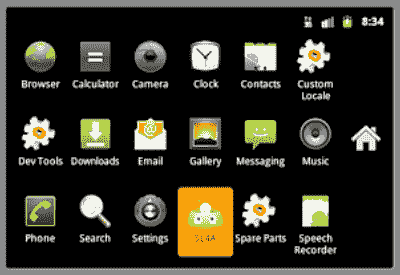 8:34
Browser
Calculator
Camera
Clock
Contacts
Custom
Locale
Dev Tools
Downloads
Email
Gallery
Messaging
Music
Phone
Search
Settings
Spare Parts
Speech
Recorder